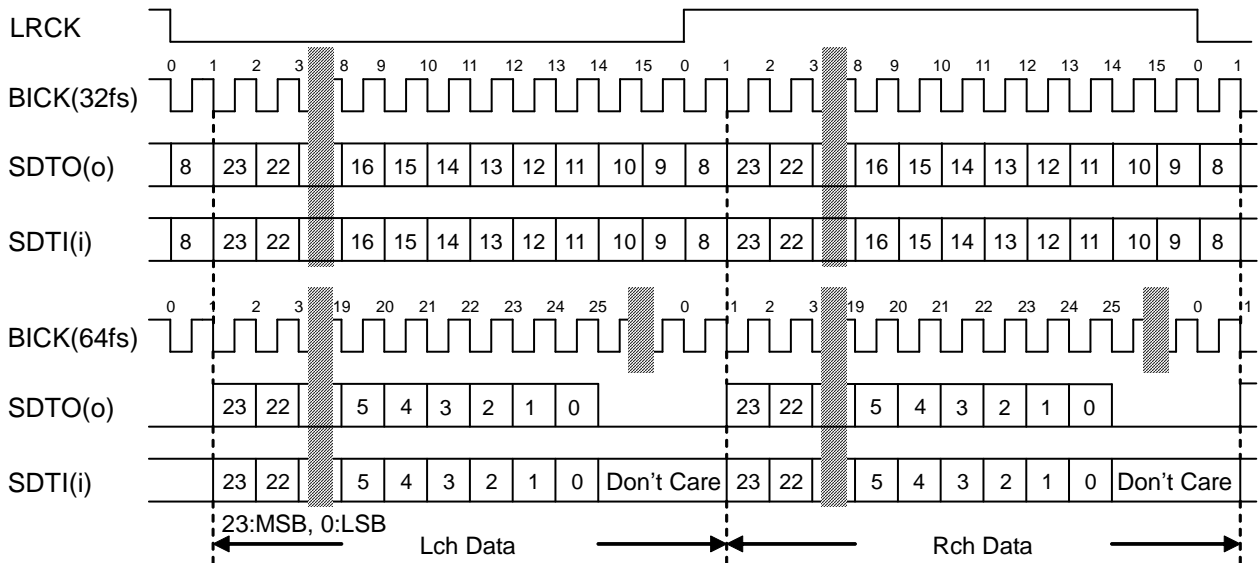 LRCK
0 1 2 3 8 9 10 11 12 13 14 15 0 1 2 3 8 9 10 11 12 13 14 15 0 1
BICK(32fs)
SDTO(o) 8 23 22 16 15 14 13 12 11 10 9 8 23 22 16 15 14 13 12 11 10 9 8
SDTI(i) 8 23 22 16 15 14 13 12 11 10 9 8 23 22 16 15 14 13 12 11 10 9 8
0 1 2 3 19 20 21 22 23 24 25 0 1 2 3 19 20 21 22 23 24 25 0 1
BICK(64fs)
SDTO(o) 23 22 5 4 3 2 1 0 23 22 5 4 3 2 1 0
SDTI(i) 23 22 5 4 3 2 1 0 Don't Care 23 22 5 4 3 2 1 0 Don't Care
23:MSB, 0:LSB
Lch Data Rch Data